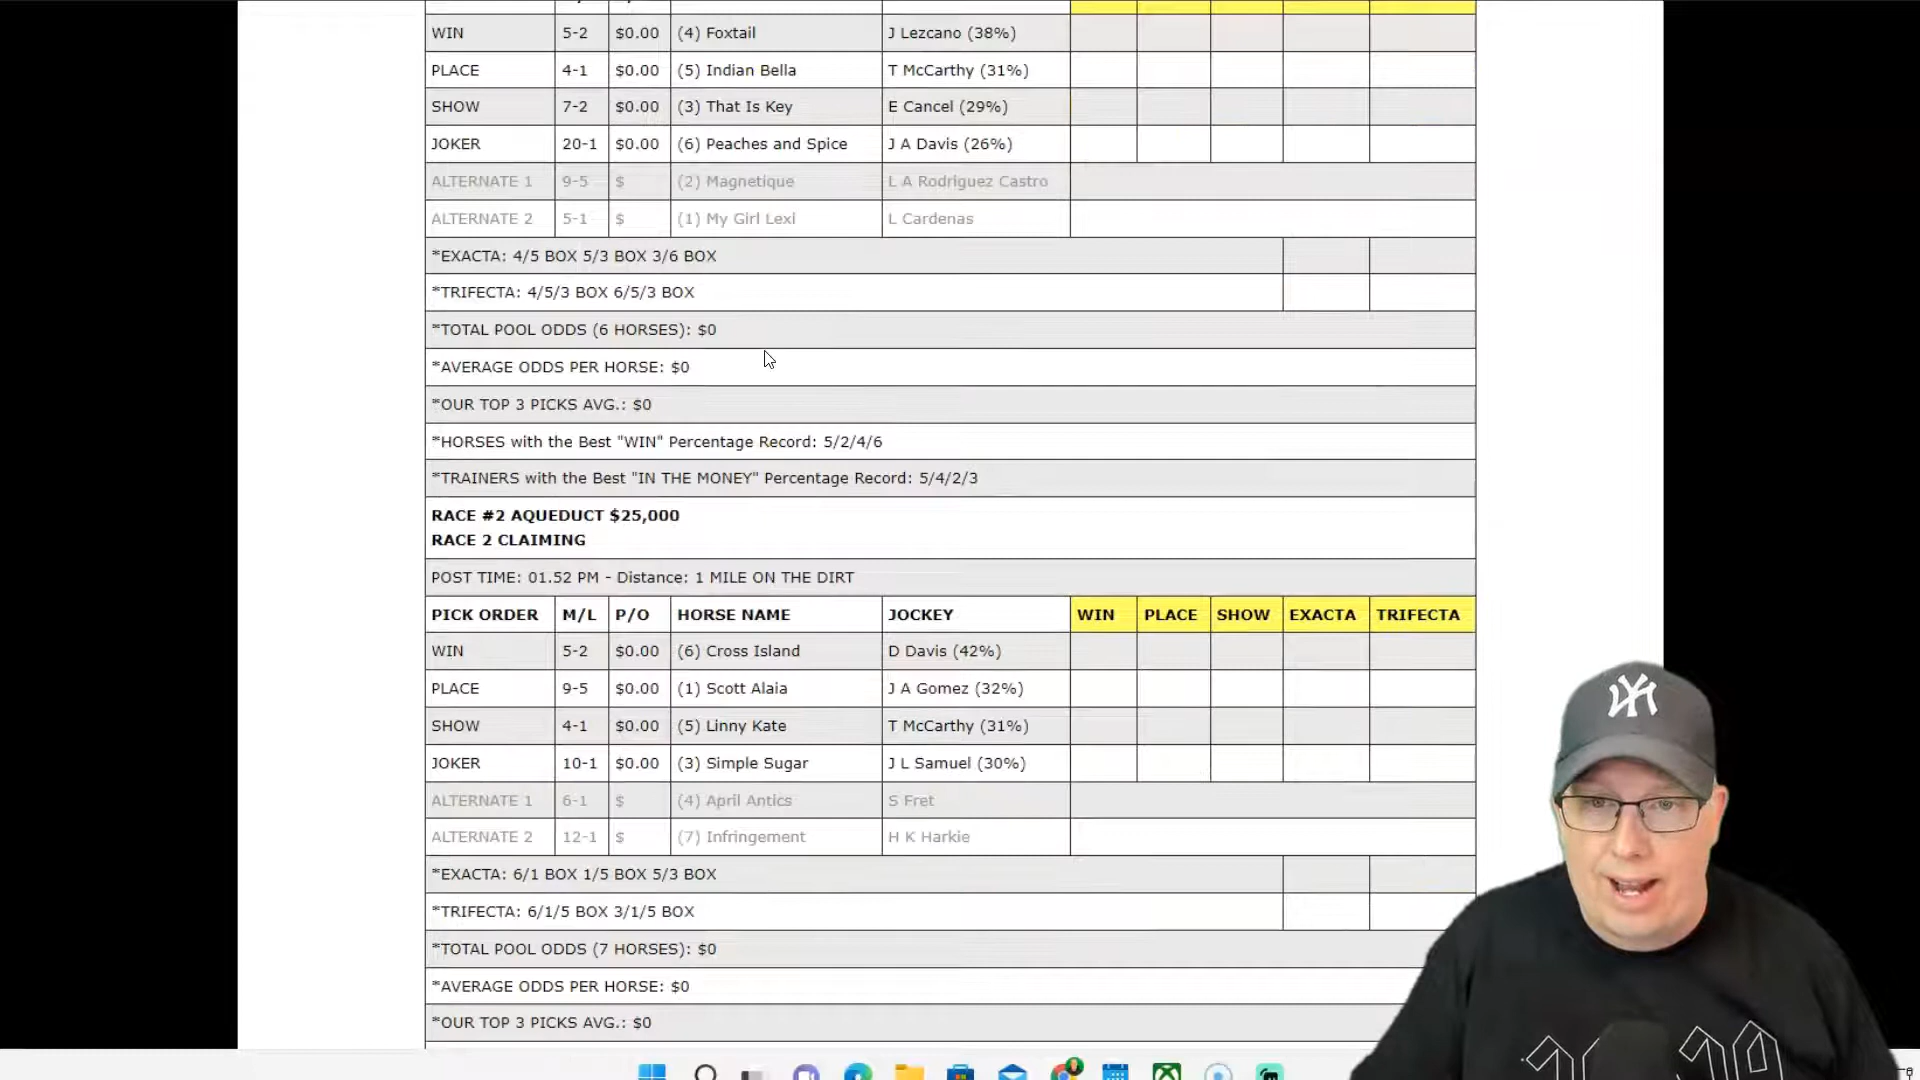 WIN 5-2 $0.00 (4) Foxtail J Lezcano (38%)
PLACE 4-1 $0.00 (5) Indian Bella T McCarthy (31%)
SHOW 7-2 $0.00 (3) That Is Key E Cancel (29%)
JOKER 20-1 $0.00 (6) Peaches and Spice J A Davis (26%)
ALTERNATE 1 9-5 $ (2) Magnetique L A Rodriguez Castro
ALTERNATE 2 5-1 $ (1) My Girl Lexi L Cardenas
*EXACTA: 4/5 BOX 5/3 BOX 3/6 BOX
*TRIFECTA: 4/5/3 BOX 6/5/3 BOX
*TOTAL POOL ODDS (6 HORSES): $0
*AVERAGE ODDS PER HORSE: $0
*OUR TOP 3 PICKS AVG.: $0
*HORSES with the Best "WIN" Percentage Record: 5/2/4/6
*TRAINERS with the Best "IN THE MONEY" Percentage Record: 5/4/2/3
RACE #2 AQUEDUCT $25,000
RACE 2 CLAIMING
POST TIME: 01.52 PM - Distance: 1 MILE ON THE DIRT
PICK ORDER M/L P/O HORSE NAME JOCKEY WIN PLACE SHOW EXACTA TRIFECTA
WIN 5-2 $0.00 (6) Cross Island D Davis (42%)
PLACE 9-5 $0.00 (1) Scott Alaia J A Gomez (32%)
SHOW 4-1 $0.00 (5) Linny Kate T McCarthy (31%)
JOKER 10-1 $0.00 (3) Simple Sugar J L Samuel (30%)
ALTERNATE 1 6-1 $ (4) April Antics S Fret
ALTERNATE 2 12-1 $ (7) Infringement H K Harkie
*EXACTA: 6/1 BOX 1/5 BOX 5/3 BOX
*TRIFECTA: 6/1/5 BOX 3/1/5 BOX
*TOTAL POOL ODDS (7 HORSES): $0
*AVERAGE ODDS PER HORSE: $0
*OUR TOP 3 PICKS AVG.: $0
NY